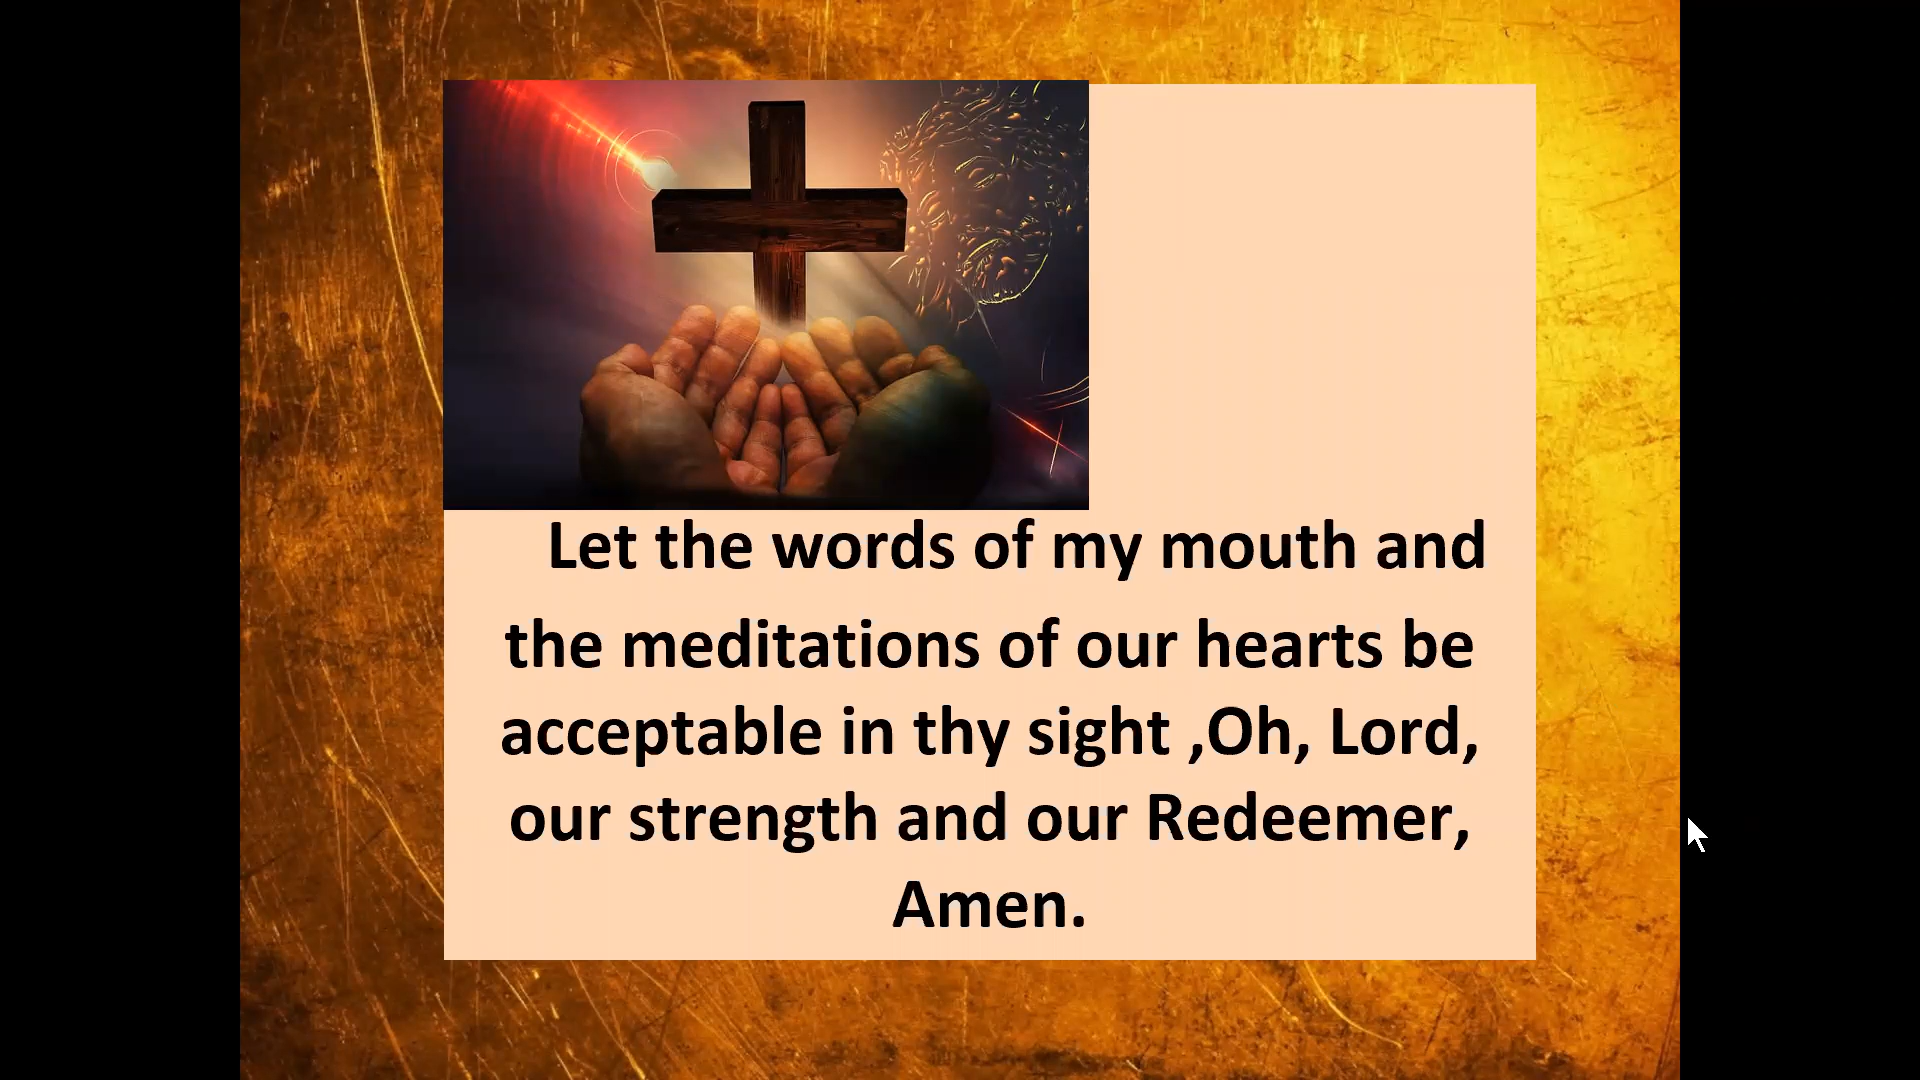 Let the words of my mouth and
the meditations of our hearts be
acceptable in thy sight ,Oh, Lord,
our strength and our Redeemer,
Amen.